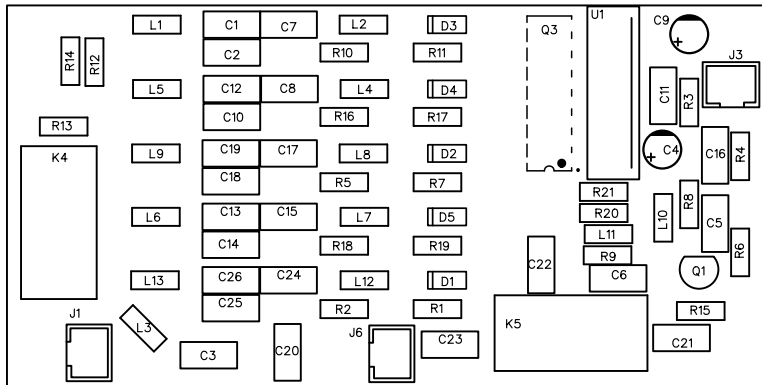 L1 C1 C7 L2 D3 Q3 U1 C9
R14 R12 C2 R10 R11 J3
L5 C12 C8 L4 D4 C11 R3
R13 C10 R16 R17
K4 L9 C19 C17 L8 D2 C4 C16 R4
C18 R5 R7 R21
L6 C13 C15 L7 D5 R20 L10 R8 C5
C14 R18 R19 L11 R6
L13 C26 C24 L12 D1 C22 R9 C6 Q1
C25 R2 R1 R15
J1 L3 C3 C20 J6 C23 K5 C21